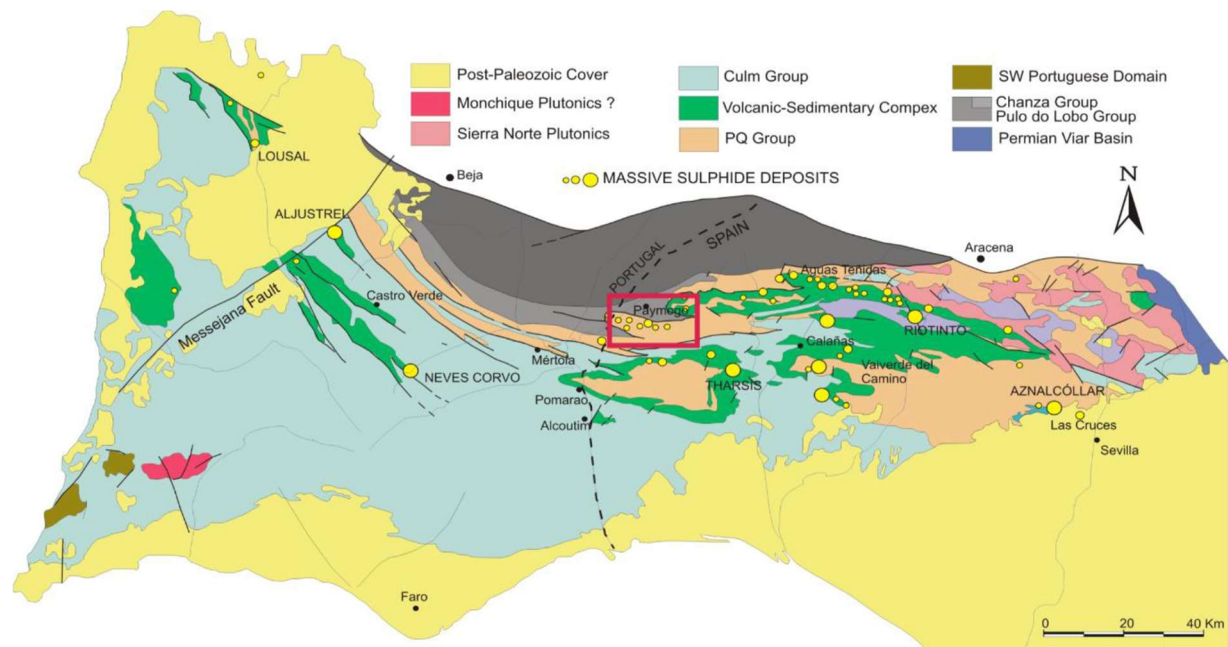 Post-Paleozoic Cover
Monchique Plutonics ?
Sierra Norte Plutonics
Culm Group
Volcanic-Sedimentary Compex
PQ Group
SW Portuguese Domain
Chanza Group
Pulo do Lobo Group
Permian Viar Basin
MASSIVE SULPHIDE DEPOSITS
N
LOUSAL
Beja
ALJUSTREL
PORTUGAL
SPAIN
Aracena
Aguas Teñidas
Messejana Fault
Castro Verde
Paymogo
RIOTINTO
Calañas
Mértola
NEVES CORVO
THARSIS
Valverde del
Camino
Pomarao
Alcoutim
AZNALCÓLLAR
Las Cruces
Sevilla
Faro
0 20 40 Km